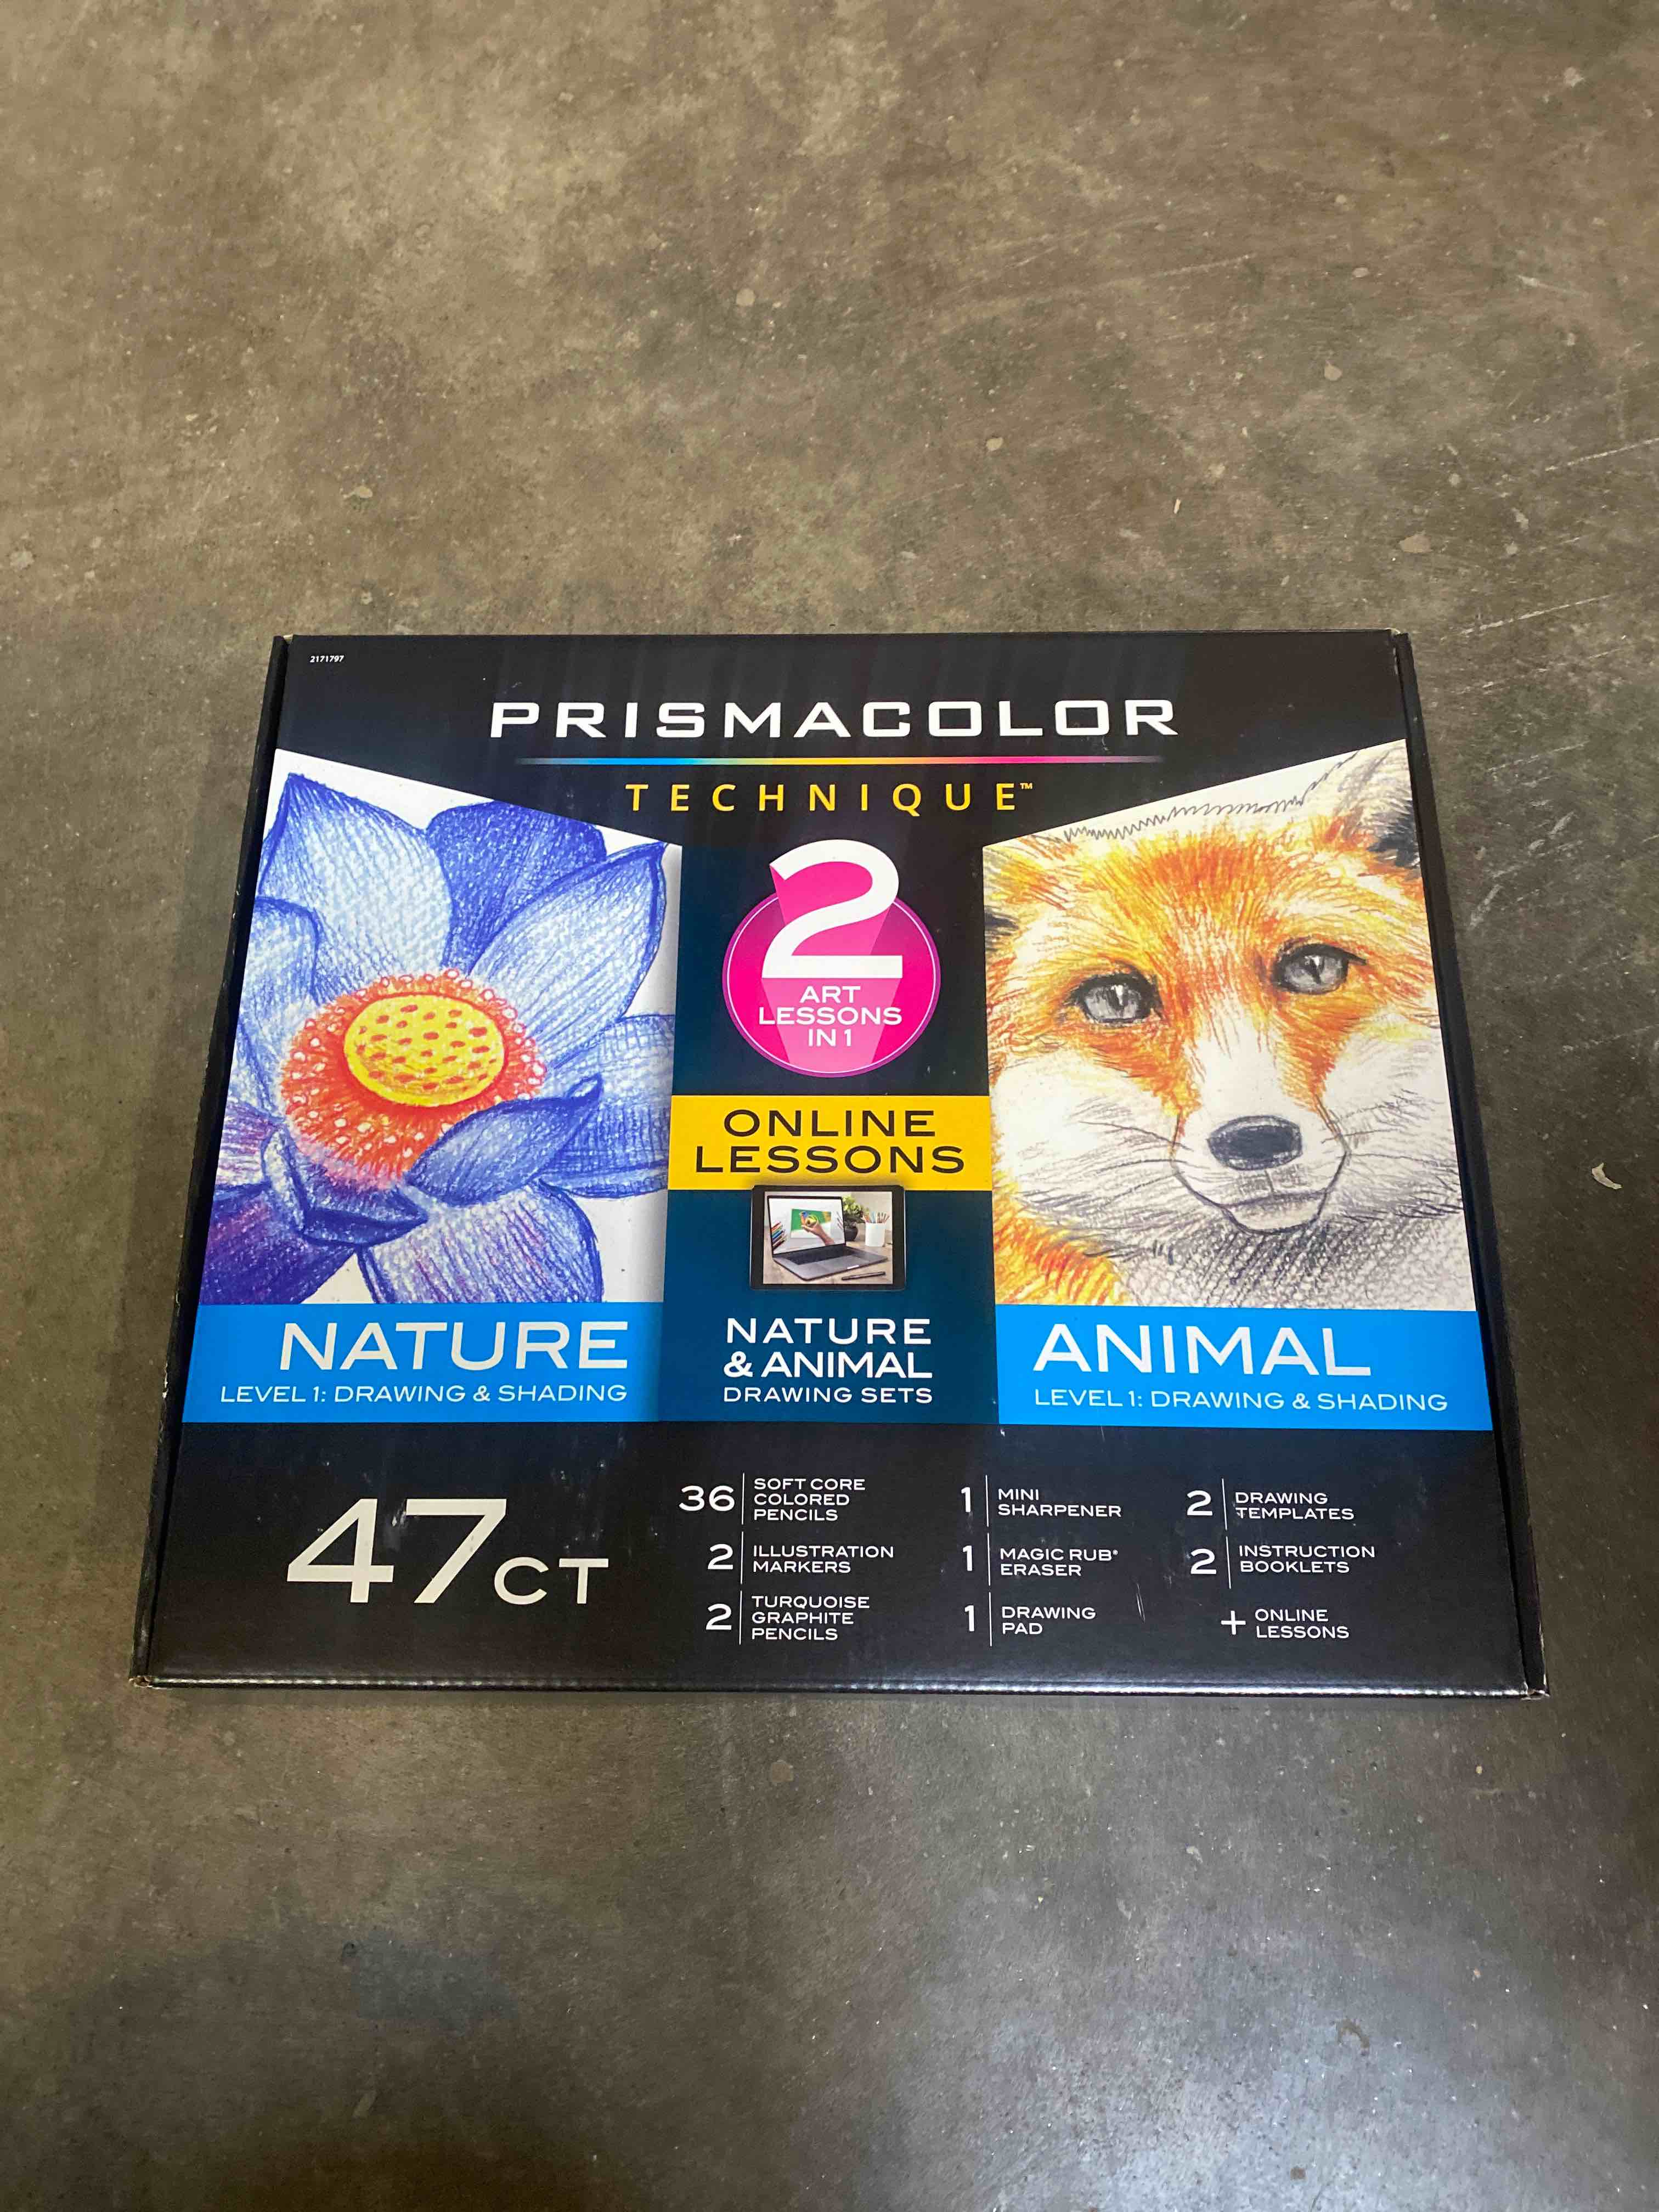 2171797
PRISMACOLOR
TECHNIQUE™
2
ART
LESSONS
IN 1
ONLINE
LESSONS
NATURE
& ANIMAL
DRAWING SETS
NATURE
LEVEL 1: DRAWING & SHADING
ANIMAL
LEVEL 1: DRAWING & SHADING
47CT
36 SOFT CORE
COLORED
PENCILS
2 ILLUSTRATION
MARKERS
2 TURQUOISE
GRAPHITE
PENCILS
1 MINI
SHARPENER
1 MAGIC RUB®
ERASER
1 DRAWING
PAD
2 DRAWING
TEMPLATES
2 INSTRUCTION
BOOKLETS
+ ONLINE
LESSONS